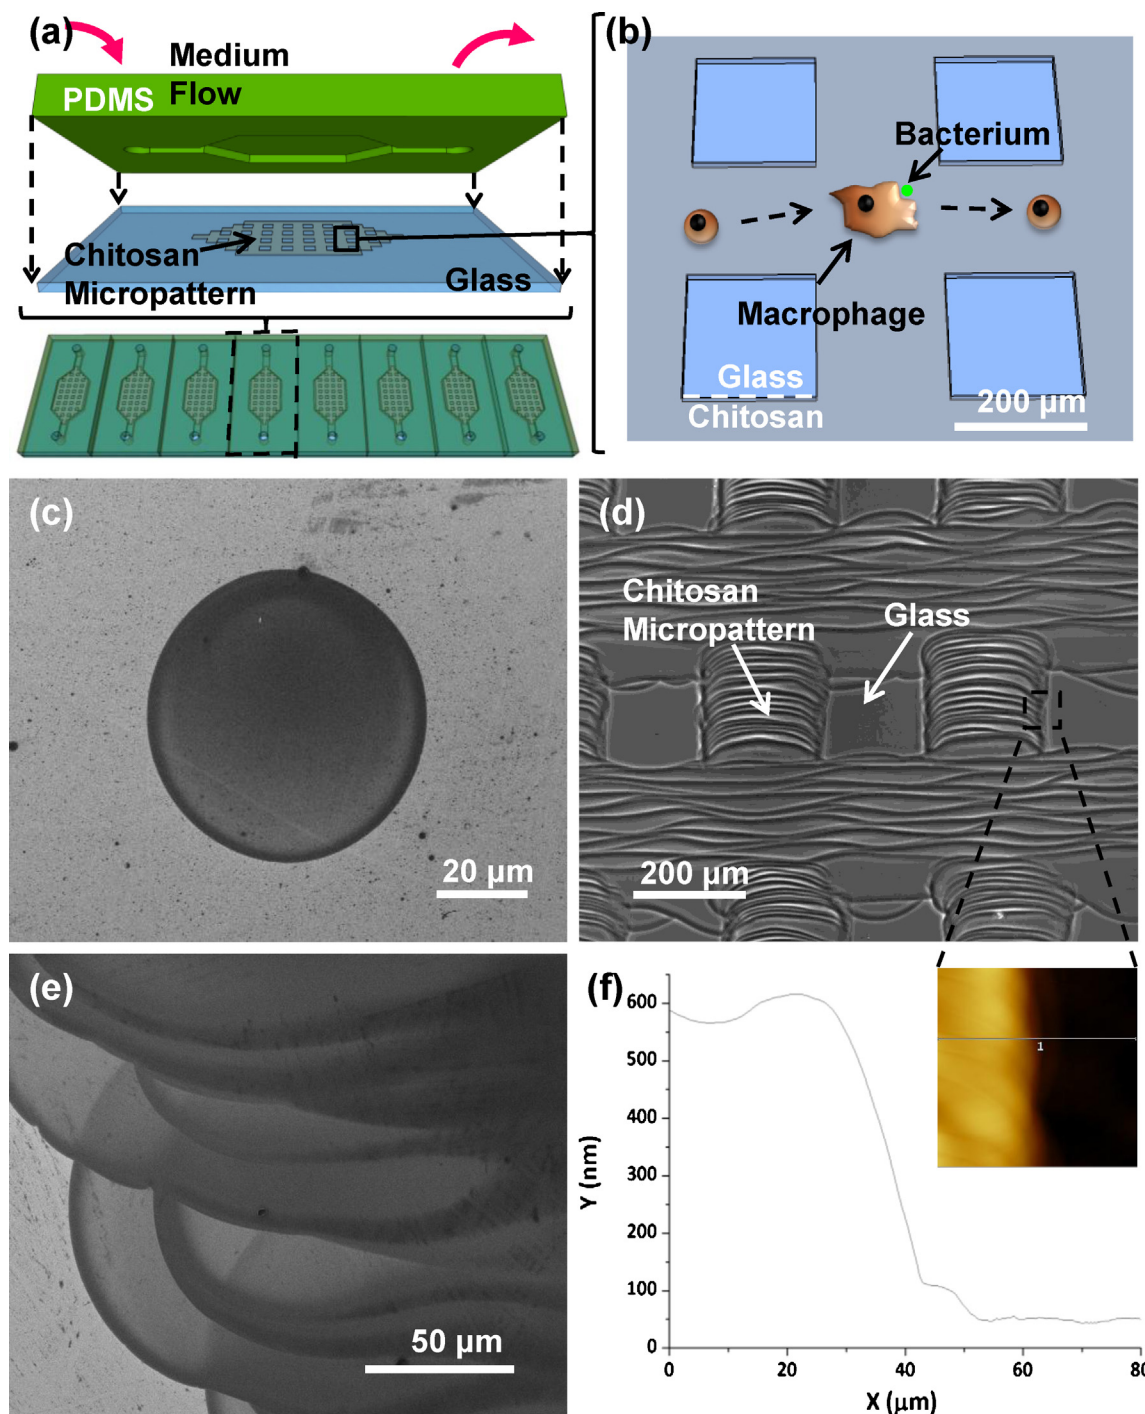 (a)
Medium
Flow
PDMS
Chitosan
Micropattern
Glass
(b)
Bacterium
Macrophage
Glass
Chitosan
200 μm
(c)
20 μm
(d)
Chitosan
Micropattern
Glass
200 μm
(e)
50 μm
(f)
600
500
400
300
200
100
0
Y (nm)
0 20 40 60 80
X (μm)
1